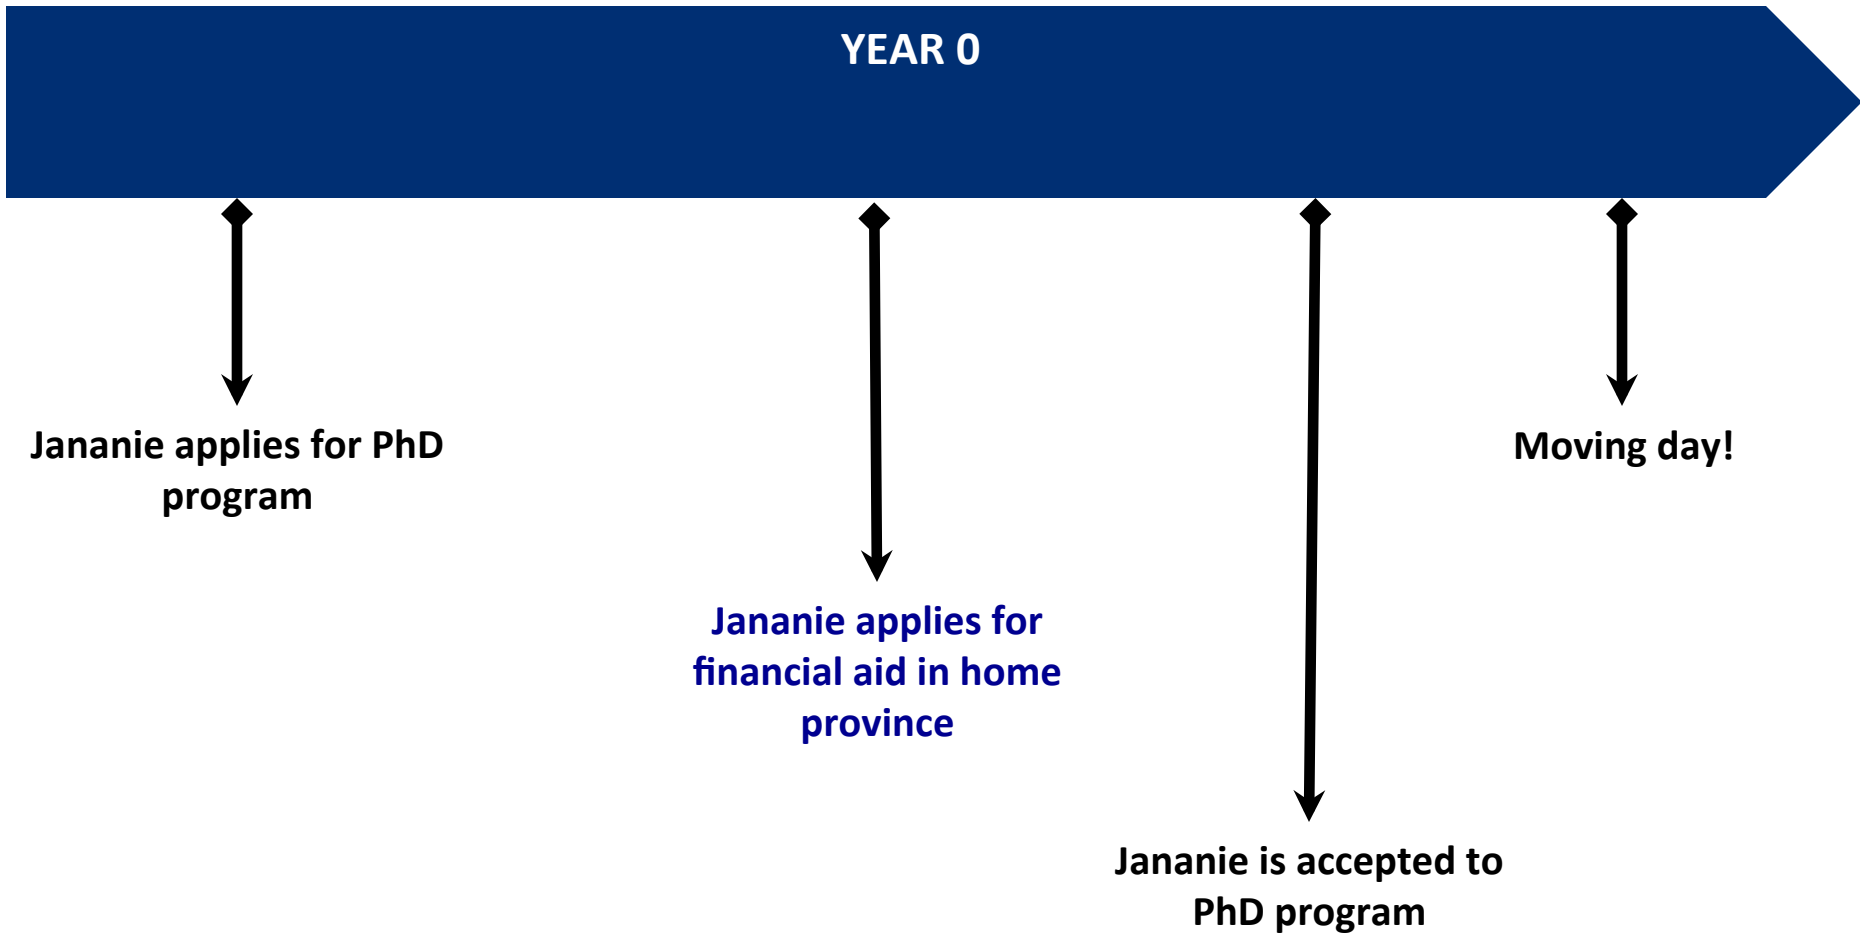 YEAR 0
Jananie applies for PhD
program
Jananie applies for
financial aid in home
province
Jananie is accepted to
PhD program
Moving day!